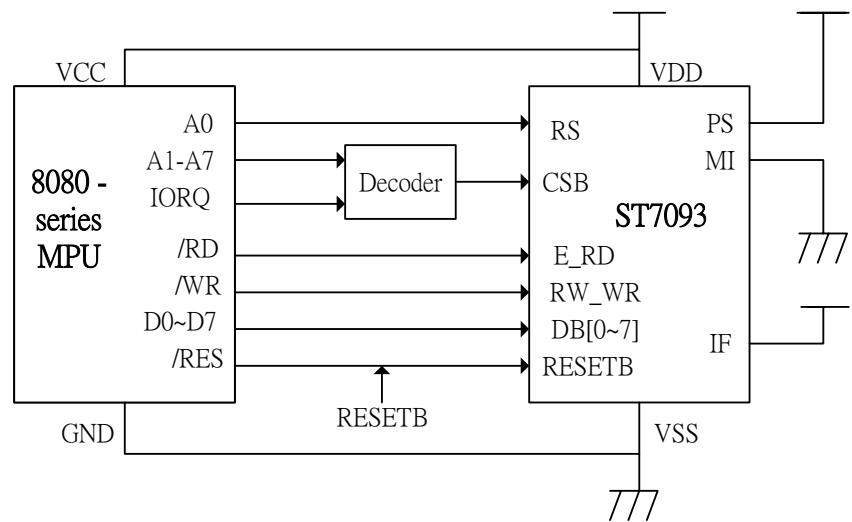 VCC
VDD
A0
RS
PS
A1-A7
MI
8080 -
series
MPU
IORQ
Decoder
CSB
ST7093
/RD
E_RD
/WR
RW_WR
D0~D7
DB[0~7]
IF
/RES
RESETB
RESETB
GND
VSS